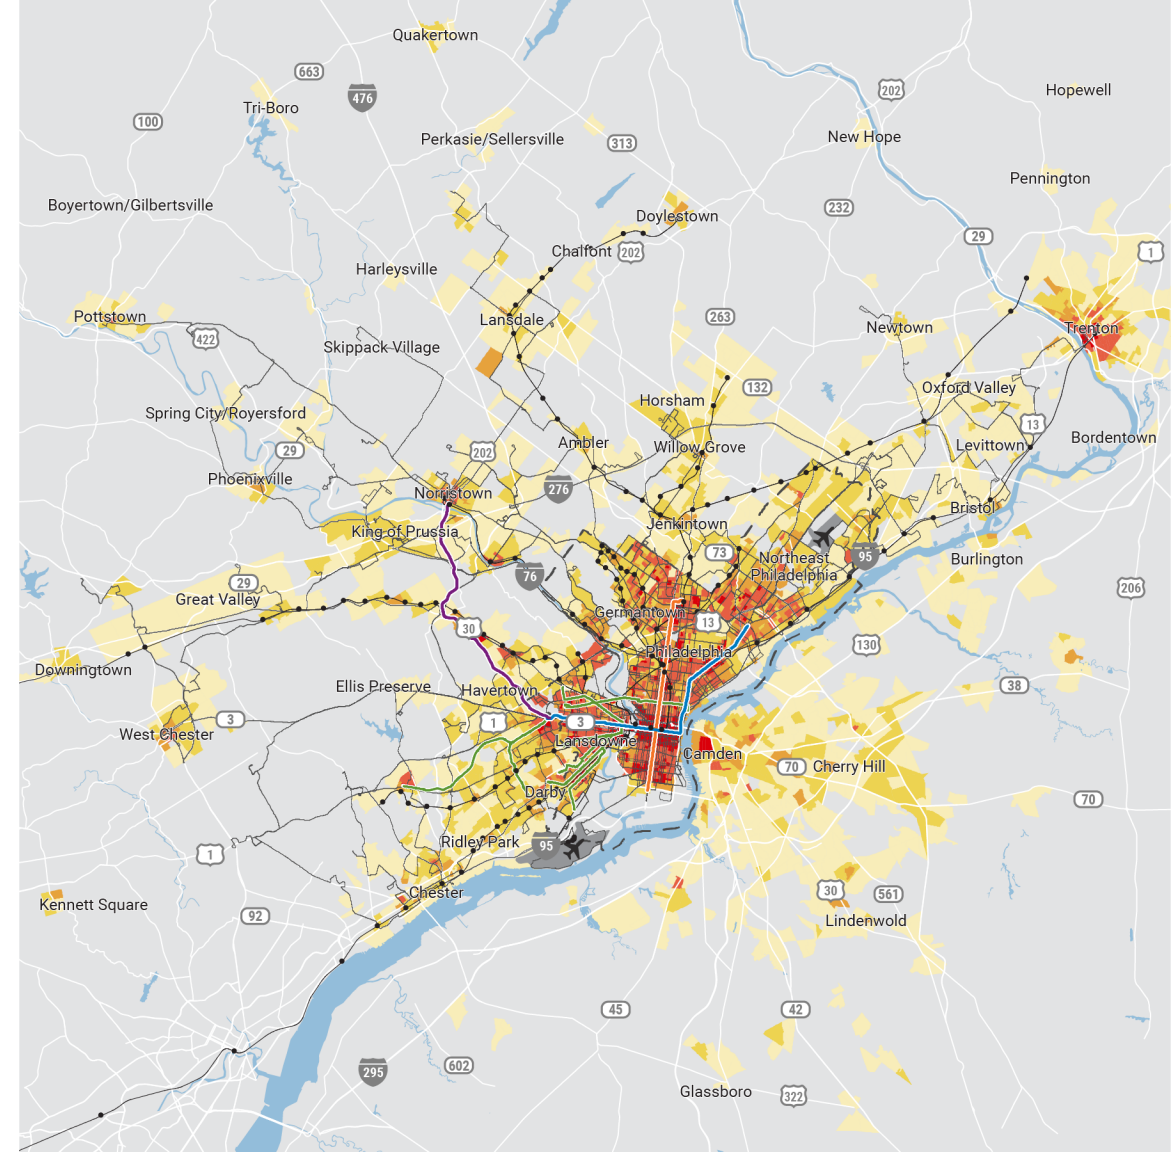 Quakertown
663
476
Tri-Boro
100
202
Hopewell
Perkasie/Sellersville
313
New Hope
Pennington
Boyertown/Gilbertsville
232
Doylestown
29
Chalfont
202
1
Harleysville
Pottstown
422
Lansdale
263
Newtown
Trenton
Skippack Village
132
Oxford Valley
Horsham
Spring City/Royersford
13
Bordentown
Ambler
Willow Grove
Levittown
29
202
Phoenixville
276
Norristown
Bristol
King of Prussia
Jenkintown
73
Northeast
Philadelphia
95
Burlington
76
29
206
Great Valley
Germantown
13
30
130
Philadelphia
Downingtown
Ellis Preserve
Havertown
38
3
1
3
West Chester
Lansdowne
Camden
70
Cherry Hill
Darby
70
Ridley Park
95
1
Chester
30
561
Kennett Square
92
Lindenwold
45
42
602
295
Glassboro
322